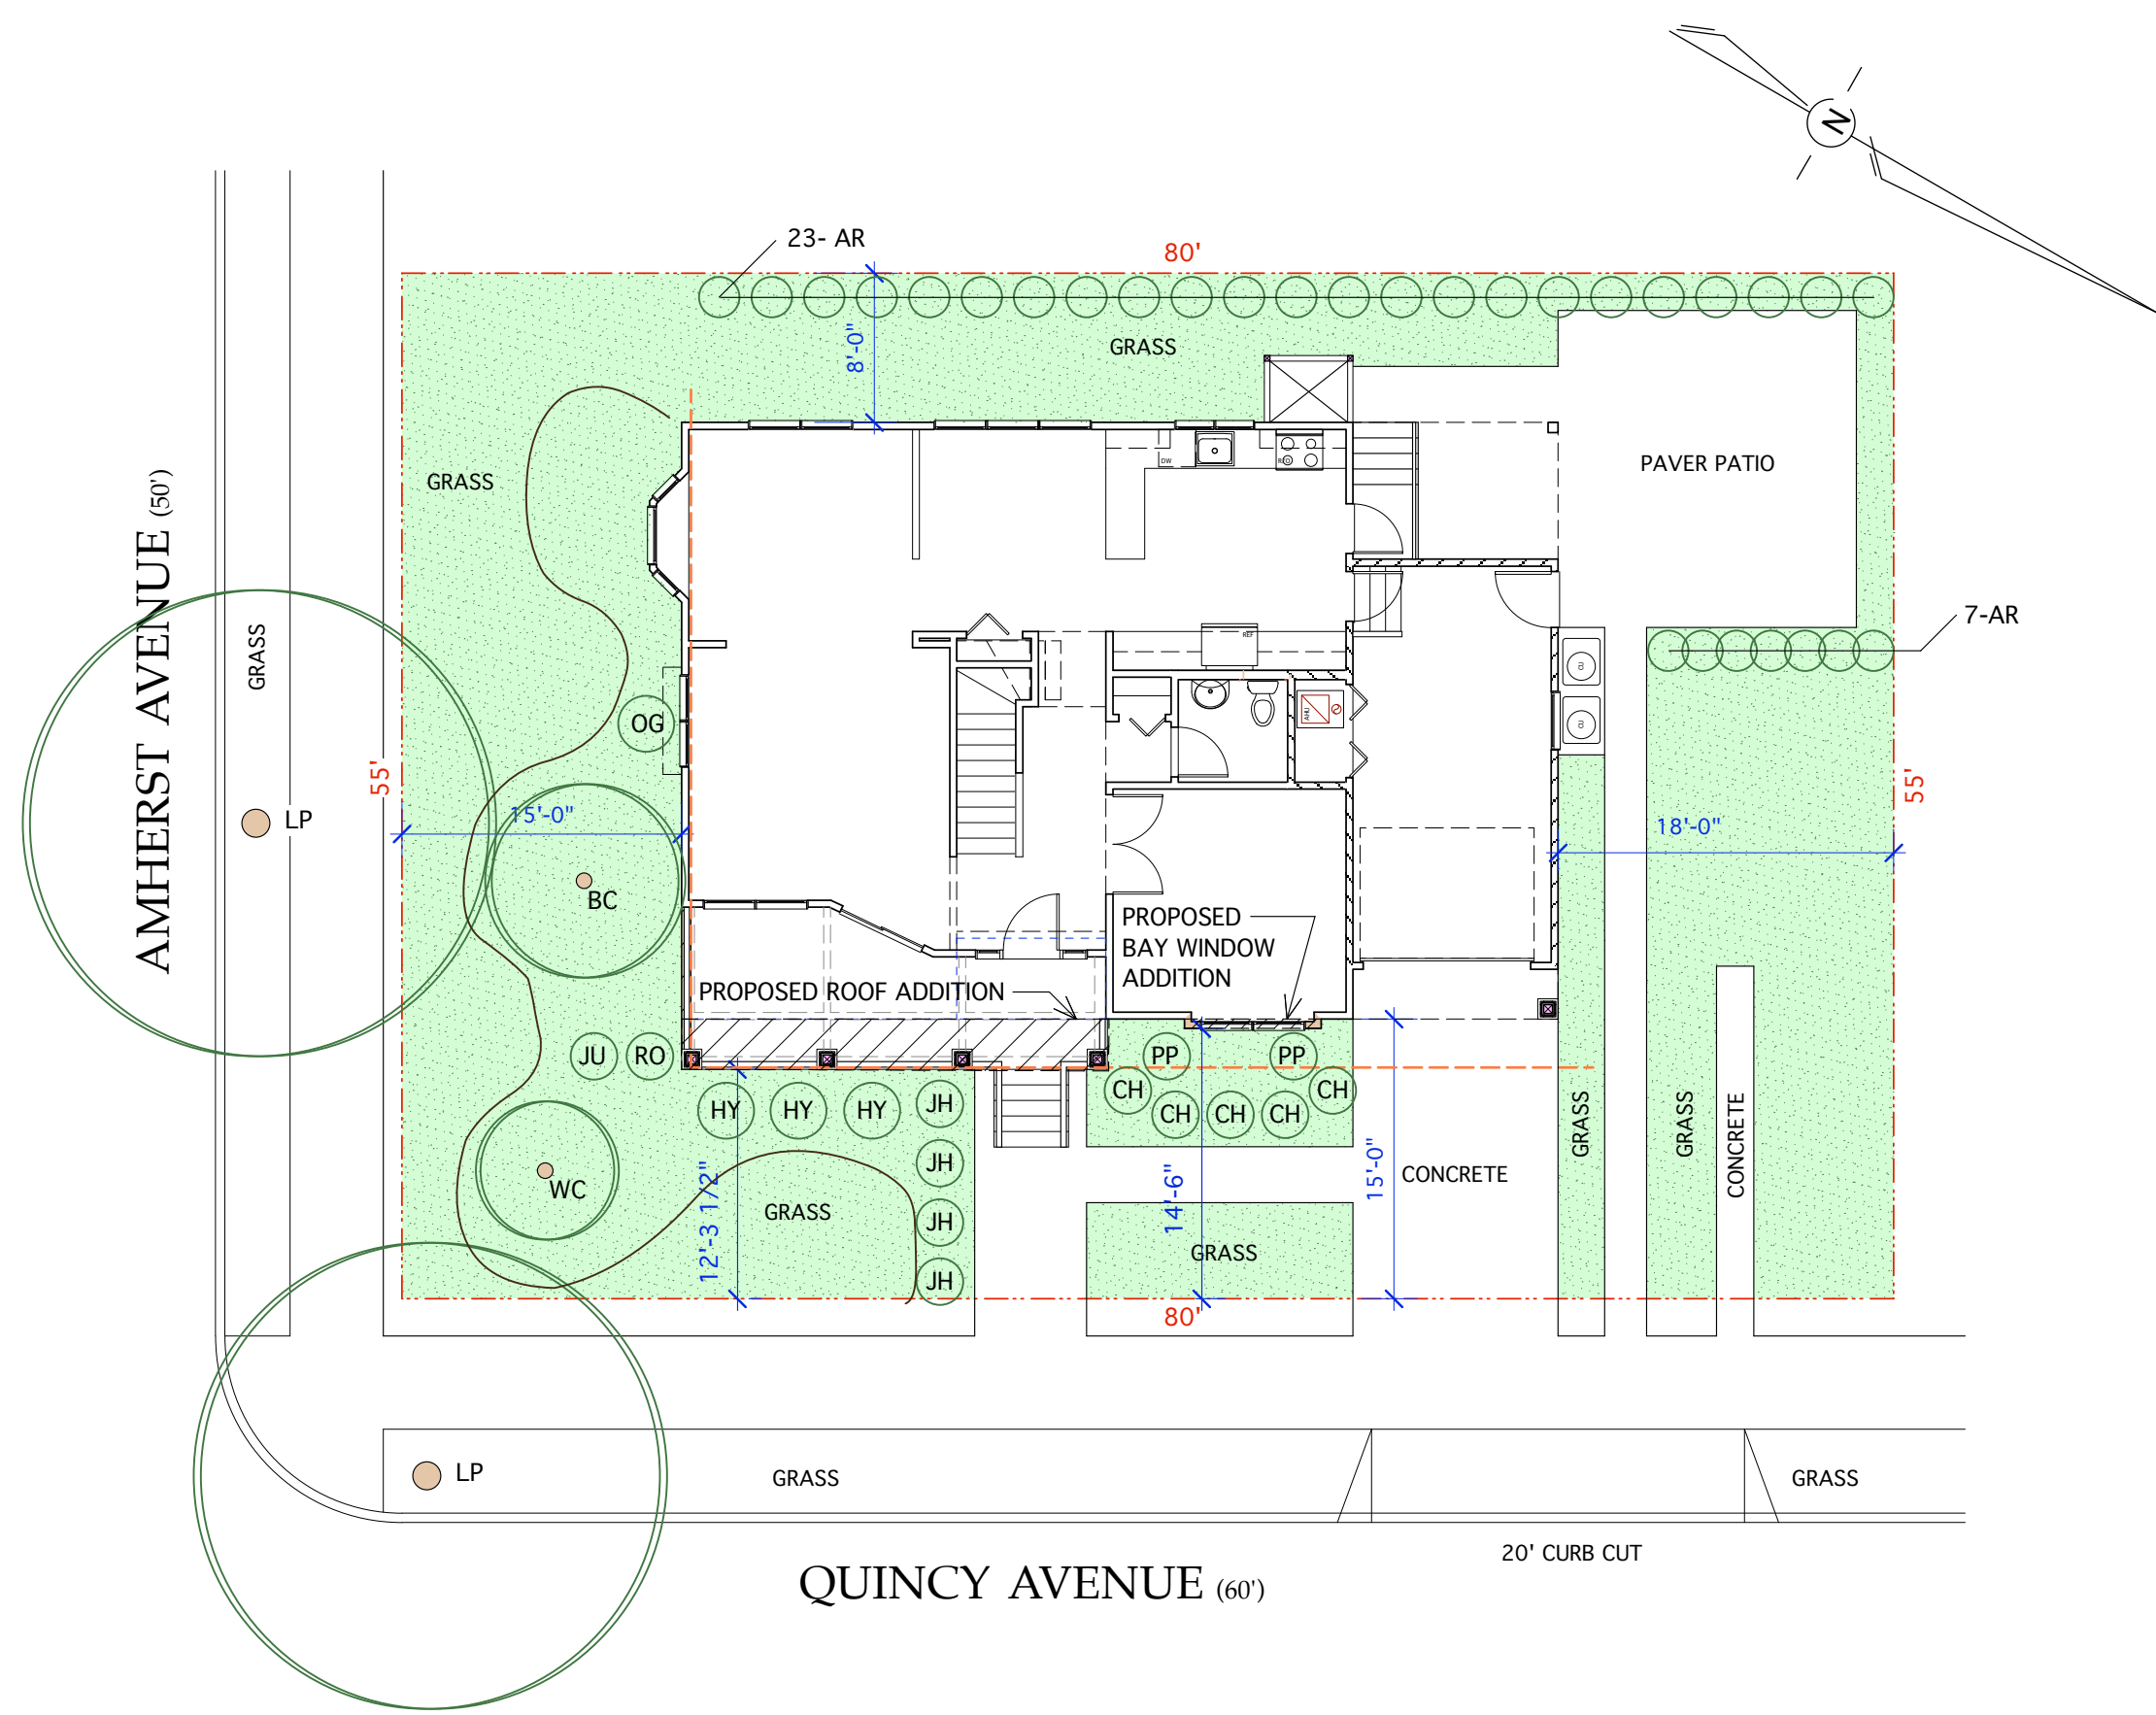 N
23- AR
80'
8'-0"
GRASS
GRASS
DW
PAVER PATIO
AMHERST AVENUE (50')
GRASS
REF
7-AR
OG
AHU
55'
55'
LP
15'-0"
18'-0"
BC
PROPOSED
BAY WINDOW
ADDITION
PROPOSED ROOF ADDITION
JU
RO
PP
PP
HY
HY
HY
JH
CH
CH
CH
CH
CH
JH
JH
JH
WC
12'-3 1/2"
GRASS
14'-6"
GRASS
15'-0"
CONCRETE
GRASS
GRASS
CONCRETE
80'
LP
GRASS
GRASS
20' CURB CUT
QUINCY AVENUE (60')